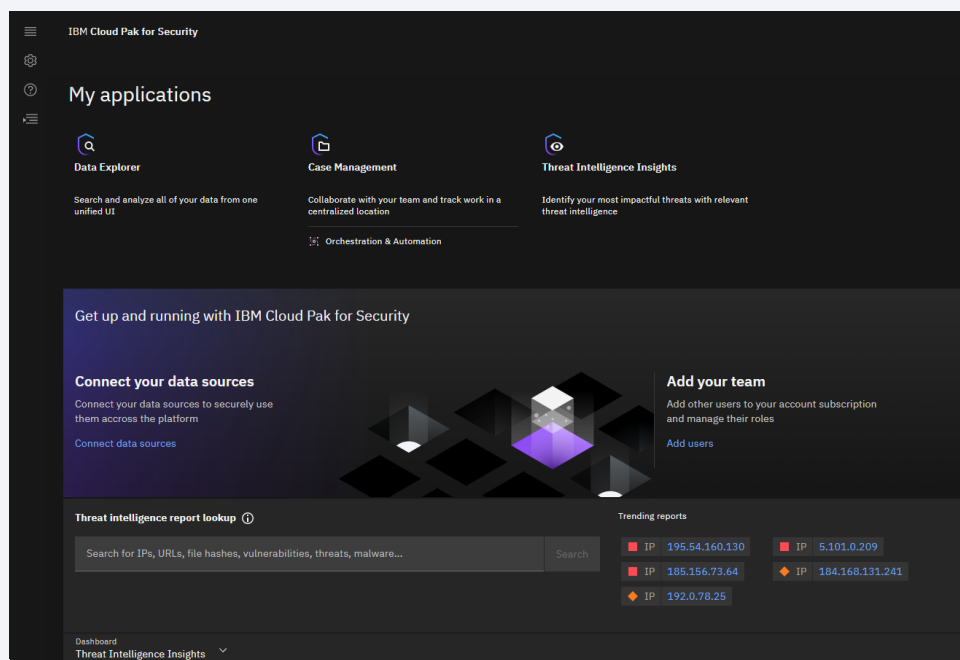 IBM Cloud Pak for Security
My applications
Data Explorer
Search and analyze all of your data from one
unified UI
Case Management
Collaborate with your team and track work in a
centralized location
Orchestration & Automation
Threat Intelligence Insights
Identify your most impactful threats with relevant
threat intelligence
Get up and running with IBM Cloud Pak for Security
Connect your data sources
Connect your data sources to securely use
them accross the platform
Connect data sources
Add your team
Add other users to your account subscription
and manage their roles
Add users
Threat intelligence report lookup
Search for IPs, URLs, file hashes, vulnerabilities, threats, malware...
Search
Trending reports
IP 195.54.160.130
IP 5.101.0.209
IP 185.156.73.64
IP 184.168.131.241
IP 192.0.78.25
Dashboard
Threat Intelligence Insights